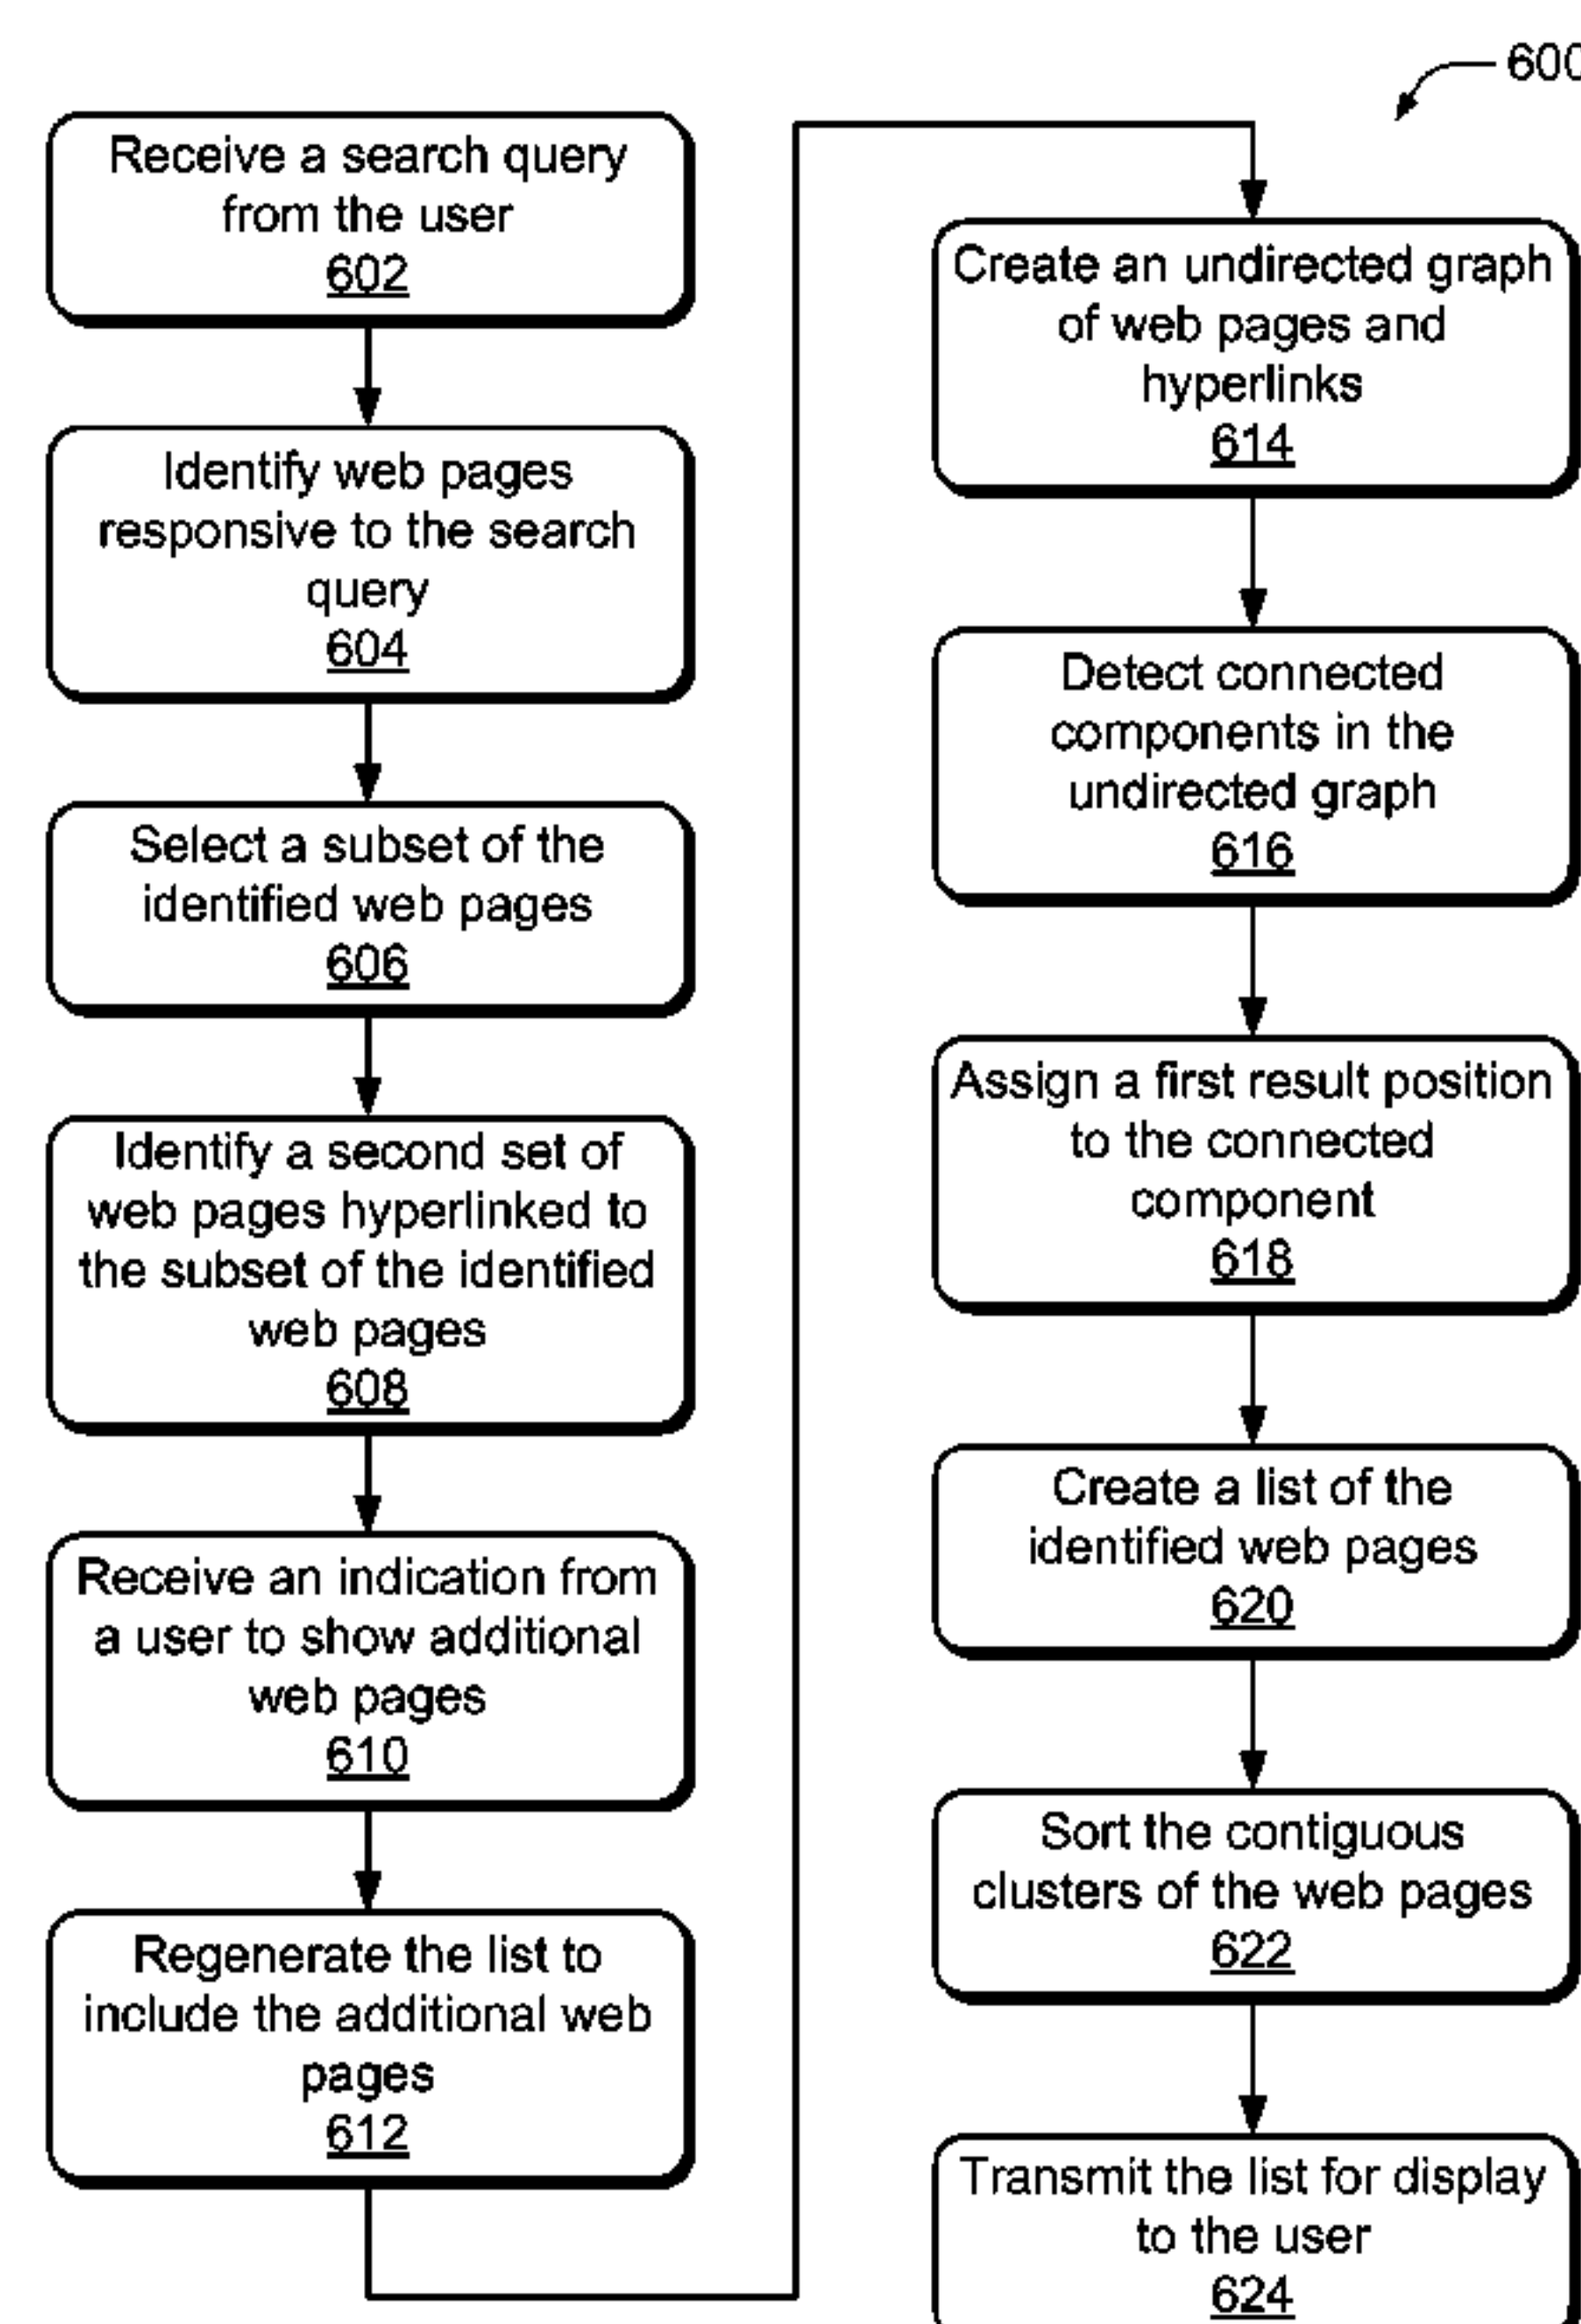 600
Receive a search query
from the user
602
Identify web pages
responsive to the search
query
604
Select a subset of the
identified web pages
606
Identify a second set of
web pages hyperlinked to
the subset of the identified
web pages
608
Receive an indication from
a user to show additional
web pages
610
Regenerate the list to
include the additional web
pages
612
Create an undirected graph
of web pages and
hyperlinks
614
Detect connected
components in the
undirected graph
616
Assign a first result position
to the connected
component
618
Create a list of the
identified web pages
620
Sort the contiguous
clusters of the web pages
622
Transmit the list for display
to the user
624